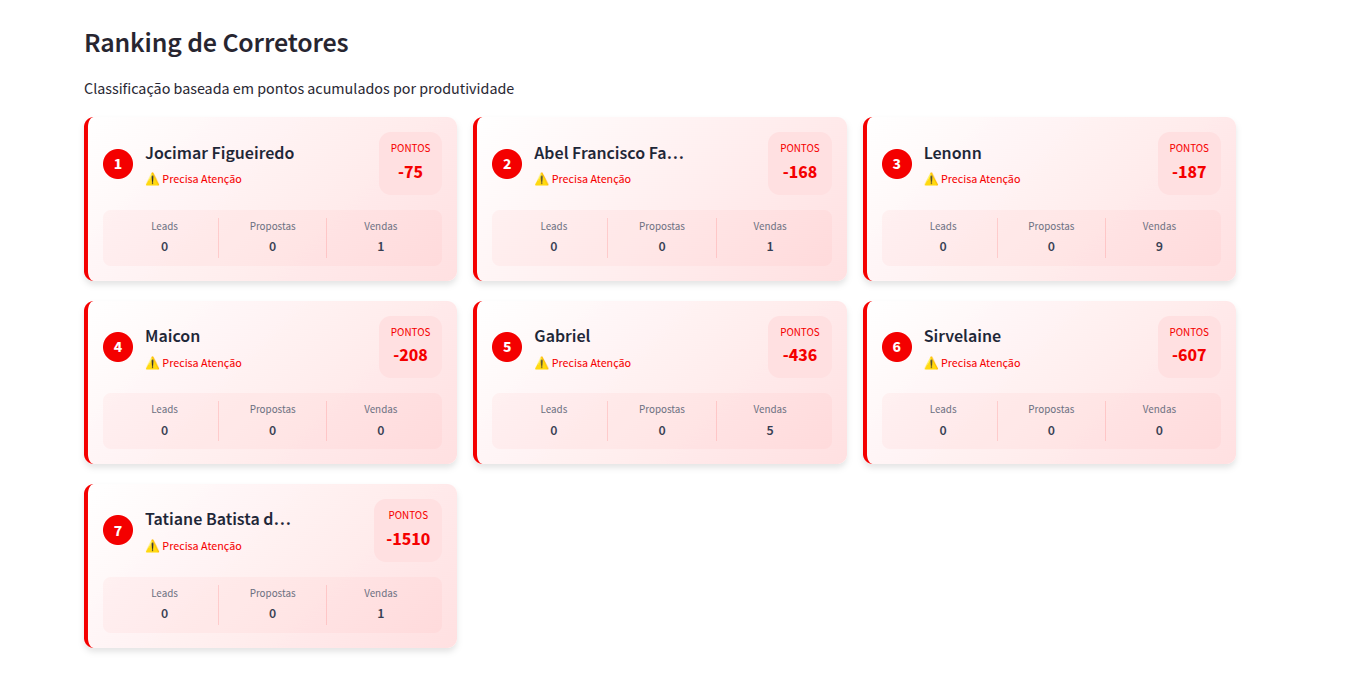 Ranking de Corretores
Classificação baseada em pontos acumulados por produtividade
1
Jocimar Figueiredo
⚠️ Precisa Atenção
PONTOS
-75
Leads
0
Propostas
0
Vendas
1
2
Abel Francisco Fa...
⚠️ Precisa Atenção
PONTOS
-168
Leads
0
Propostas
0
Vendas
1
3
Lenonn
⚠️ Precisa Atenção
PONTOS
-187
Leads
0
Propostas
0
Vendas
9
4
Maicon
⚠️ Precisa Atenção
PONTOS
-208
Leads
0
Propostas
0
Vendas
0
5
Gabriel
⚠️ Precisa Atenção
PONTOS
-436
Leads
0
Propostas
0
Vendas
5
6
Sirvelaine
⚠️ Precisa Atenção
PONTOS
-607
Leads
0
Propostas
0
Vendas
0
7
Tatiane Batista d...
⚠️ Precisa Atenção
PONTOS
-1510
Leads
0
Propostas
0
Vendas
1